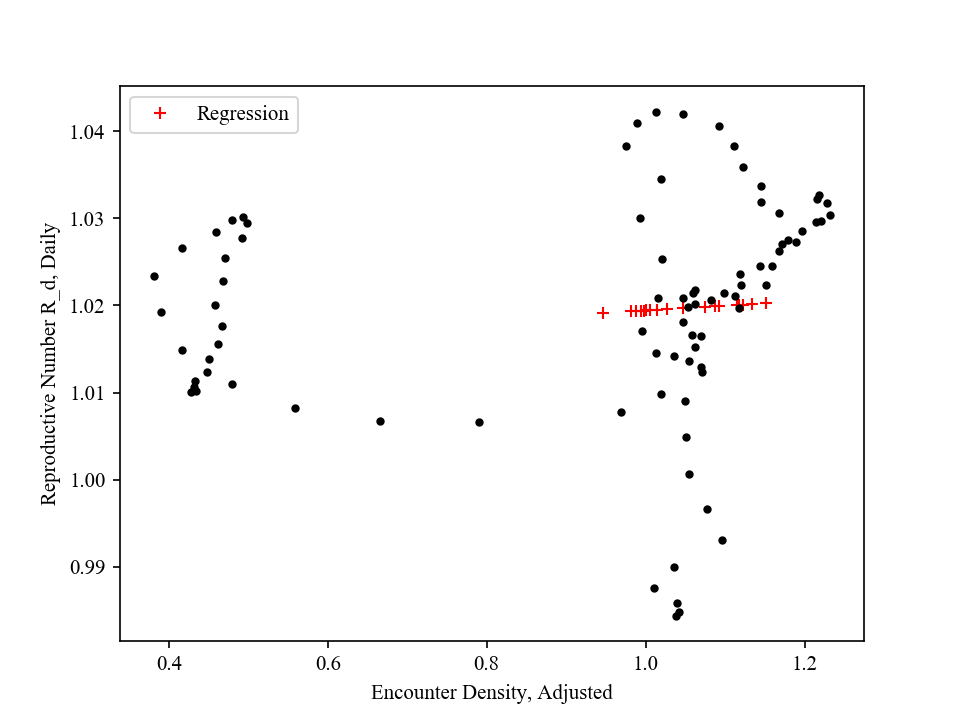 Regression
1.04
1.03
1.02
1.01
1.00
0.99
Reproductive Number R_d, Daily
0.4 0.6 0.8 1.0 1.2
Encounter Density, Adjusted